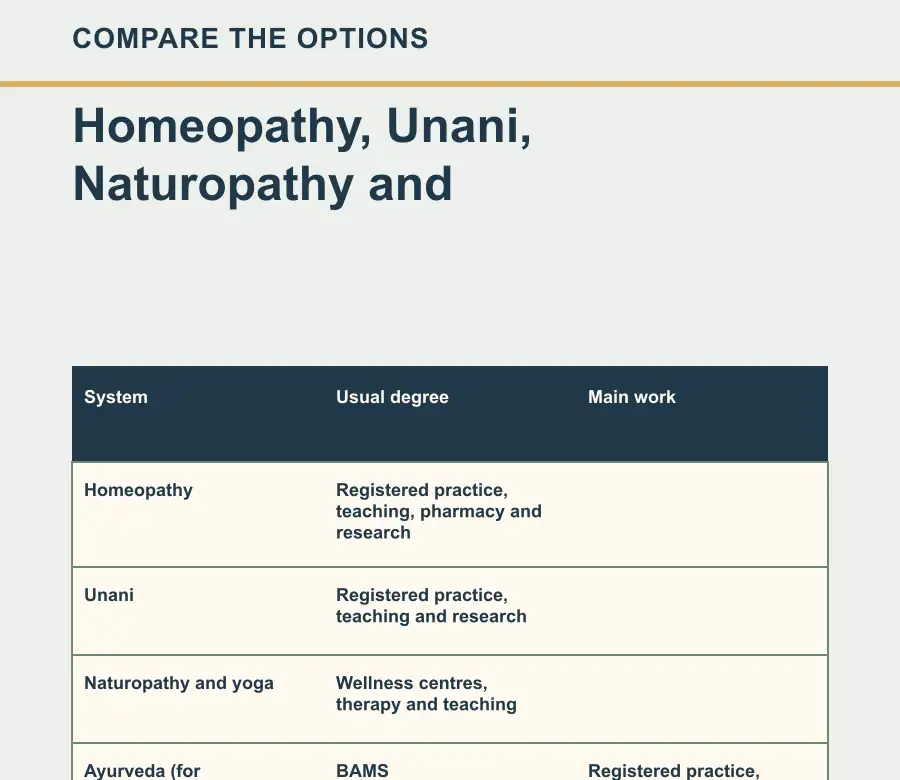 COMPARE THE OPTIONS
Homeopathy, Unani,
Naturopathy and
System Usual degree Main work
Homeopathy Registered practice,
teaching, pharmacy and
research
Unani Registered practice,
teaching and research
Naturopathy and yoga Wellness centres,
therapy and teaching
Ayurveda (for BAMS Registered practice,